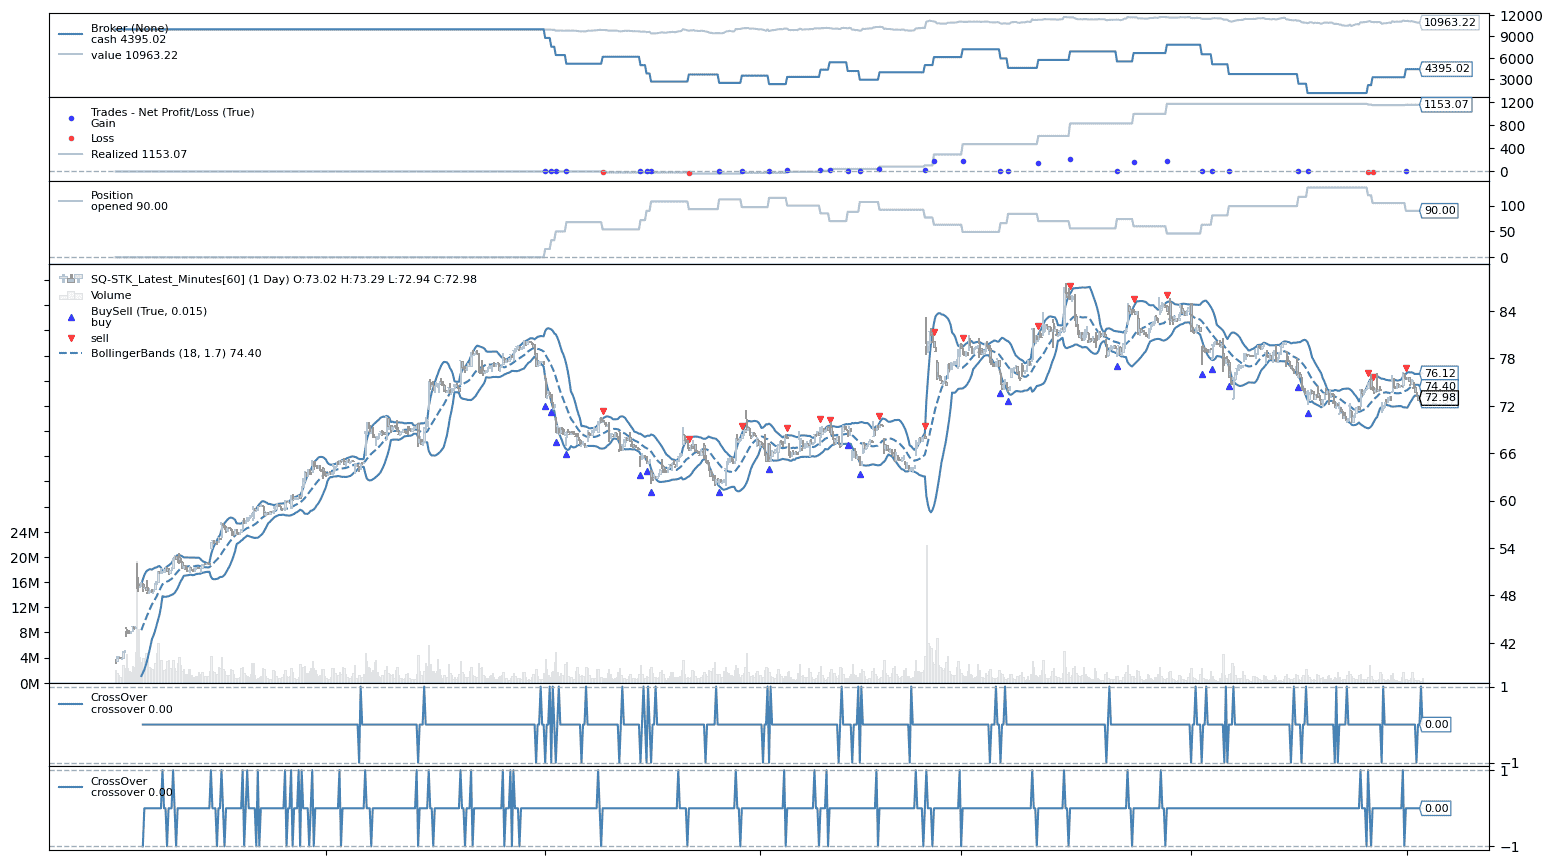 Broker (None)
cash 4395.02
value 10963.22
10963.22
4395.02
12000
9000
6000
3000
Trades - Net Profit/Loss (True)
Gain
Loss
Realized 1153.07
1153.07
1200
800
400
0
Position
opened 90.00
90.00
100
50
0
SQ-STK_Latest_Minutes[60] (1 Day) O:73.02 H:73.29 L:72.94 C:72.98
Volume
BuySell (True, 0.015)
buy
sell
BollingerBands (18, 1.7) 74.40
76.12
74.40
72.98
84
78
72
66
60
54
48
42
24M
20M
16M
12M
8M
4M
0M
CrossOver
crossover 0.00
0.00
1
−1
CrossOver
crossover 0.00
0.00
1
−1